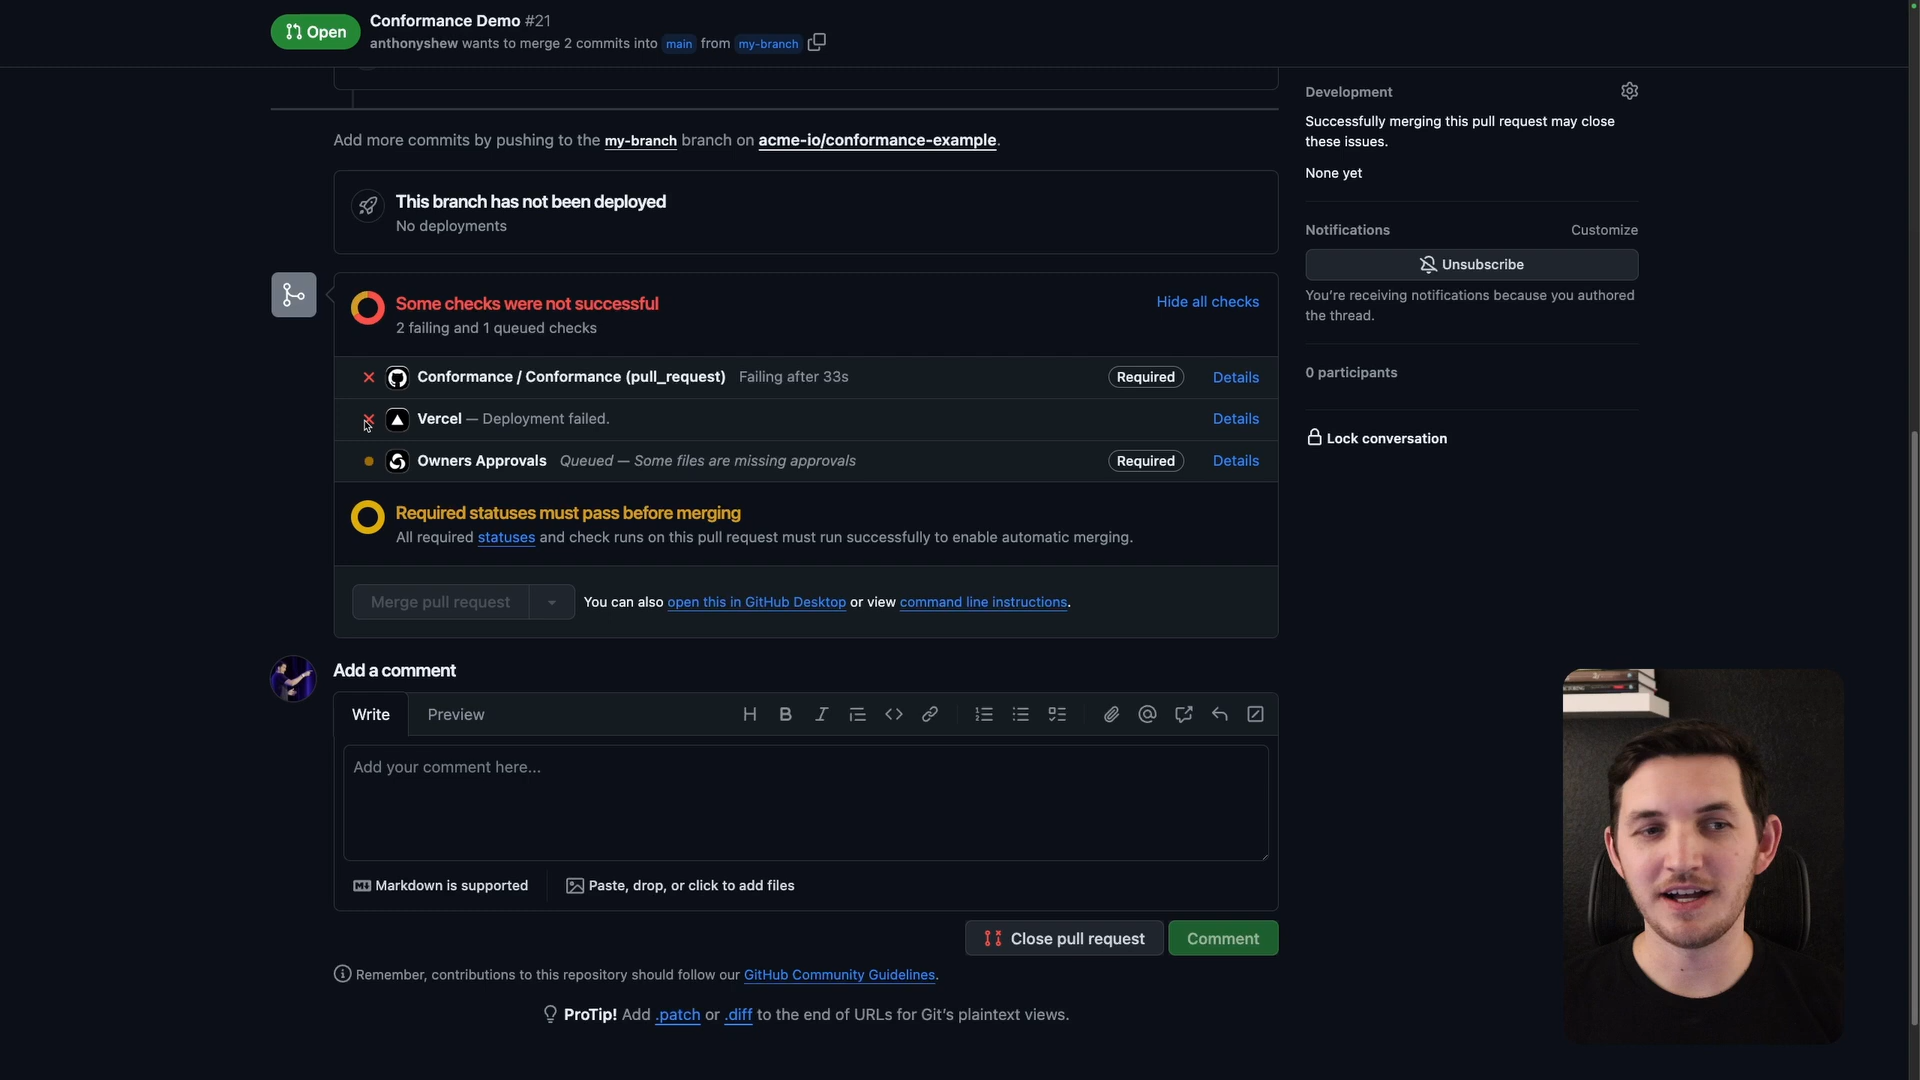 Open
Conformance Demo #21
anthonyshew wants to merge 2 commits into main from my-branch
Add more commits by pushing to the my-branch branch on acme-io/conformance-example.
This branch has not been deployed
No deployments
Some checks were not successful
2 failing and 1 queued checks
Hide all checks
Conformance / Conformance (pull_request) Failing after 33s Required Details
Vercel — Deployment failed. Details
Owners Approvals Queued — Some files are missing approvals Required Details
Required statuses must pass before merging
All required statuses and check runs on this pull request must run successfully to enable automatic merging.
Merge pull request You can also open this in GitHub Desktop or view command line instructions.
Add a comment
Write Preview
Add your comment here...
Markdown is supported Paste, drop, or click to add files
Close pull request Comment
Remember, contributions to this repository should follow our GitHub Community Guidelines.
ProTip! Add .patch or .diff to the end of URLs for Git's plaintext views.
Development
Successfully merging this pull request may close
these issues.
None yet
Notifications Customize
Unsubscribe
You're receiving notifications because you authored
the thread.
0 participants
Lock conversation